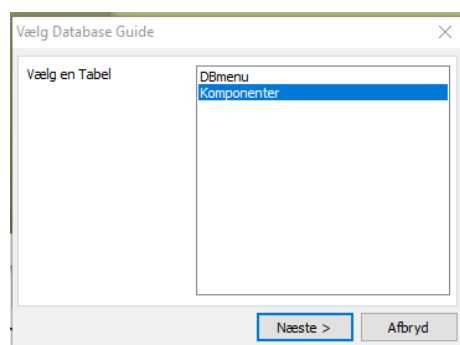 Vælg Database Guide
Vælg en Tabel
DBmenu
Komponenter
Næste >
Afbryd